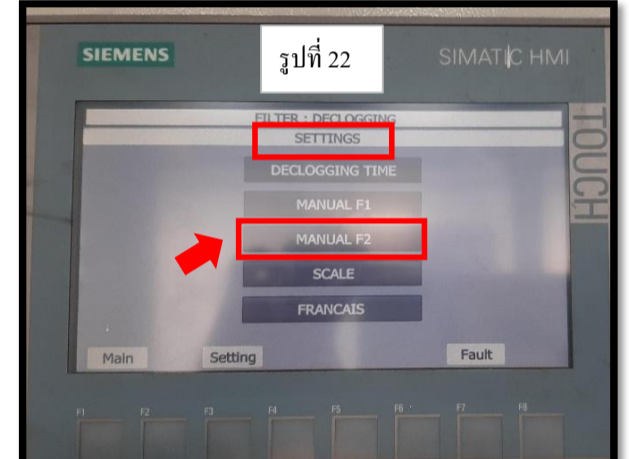 SIEMENS
รูปที่ 22
SIMATIC HMI
TOUCH
FILTER : DECLOGGING
SETTINGS
DECLOGGING TIME
MANUAL F1
MANUAL F2
SCALE
FRANCAIS
Main
Setting
Fault
F1
F2
F3
F4
F5
F6
F7
F8